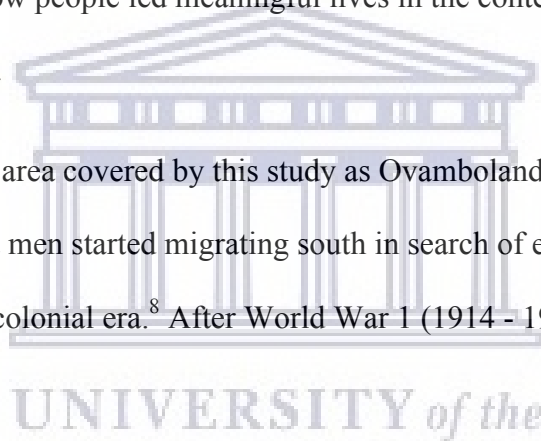 ow people led meaningful lives in the conte
area covered by this study as Ovamboland
men started migrating south in search of e
colonial era.⁸ After World War 1 (1914 - 19
UNIVERSITY of the